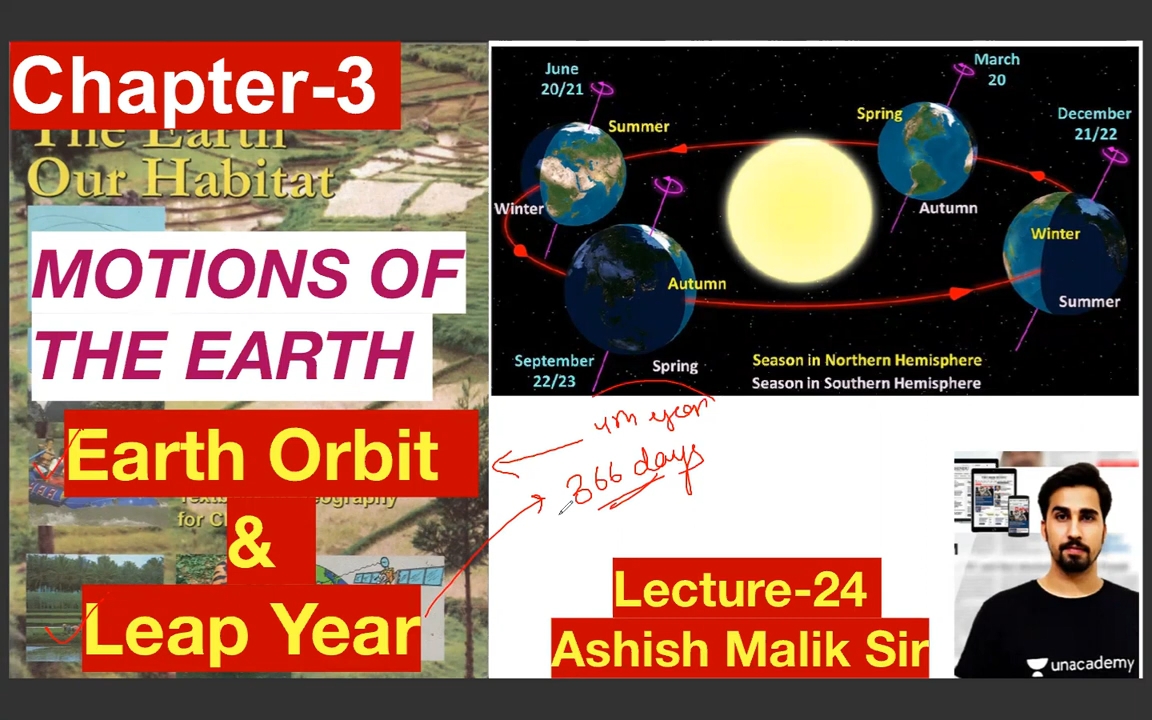 Chapter-3
The Earth
Our Habitat
MOTIONS OF
THE EARTH
Earth Orbit
&
Leap Year
for C
June
20/21
Summer
Winter
March
20
Spring
Autumn
December
21/22
Winter
Summer
Autumn
September
22/23
Spring
Season in Northern Hemisphere
Season in Southern Hemisphere
4th year
366 days
Lecture-24
Ashish Malik Sir
unacademy